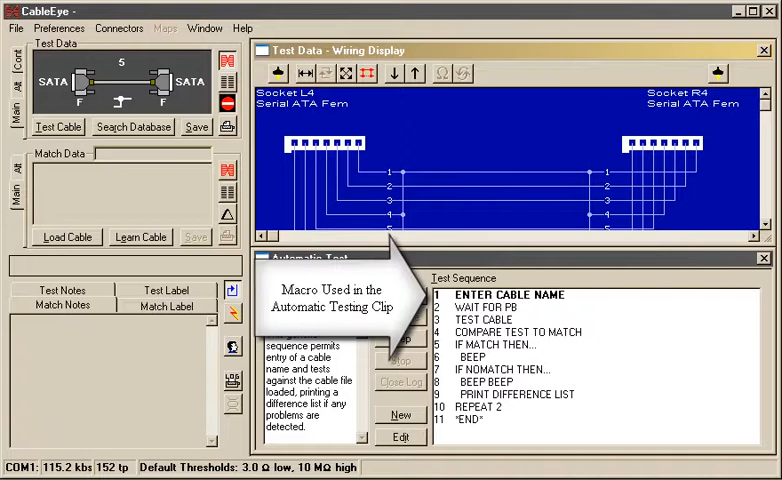 CableEye -
File Preferences Connectors Maps Window Help
Test Data
Cont
Alt
Main
5
SATA SATA
F F
Test Cable Search Database Save
Match Data
Alt
Main
Load Cable Learn Cable Save
Test Notes Test Label
Match Notes Match Label
LOG
Test Data - Wiring Display
Socket L4 Socket R4
Serial ATA Fem Serial ATA Fem
1 1
2 2
3 3
4 4
Automatic Test
Macro Used in the
Automatic Testing Clip
sequence permits
entry of a cable
name and tests
against the cable file
loaded, printing a
difference list if any
problems are
detected.
Stop
Close Log
New
Edit
Test Sequence
1 ENTER CABLE NAME
2 WAIT FOR PB
3 TEST CABLE
4 COMPARE TEST TO MATCH
5 IF MATCH THEN...
6 BEEP
7 IF NOMATCH THEN...
8 BEEP BEEP
9 PRINT DIFFERENCE LIST
10 REPEAT 2
11 *END*
COM1: 115.2 kbs 152 tp Default Thresholds: 3.0 Ω low, 10 MΩ high